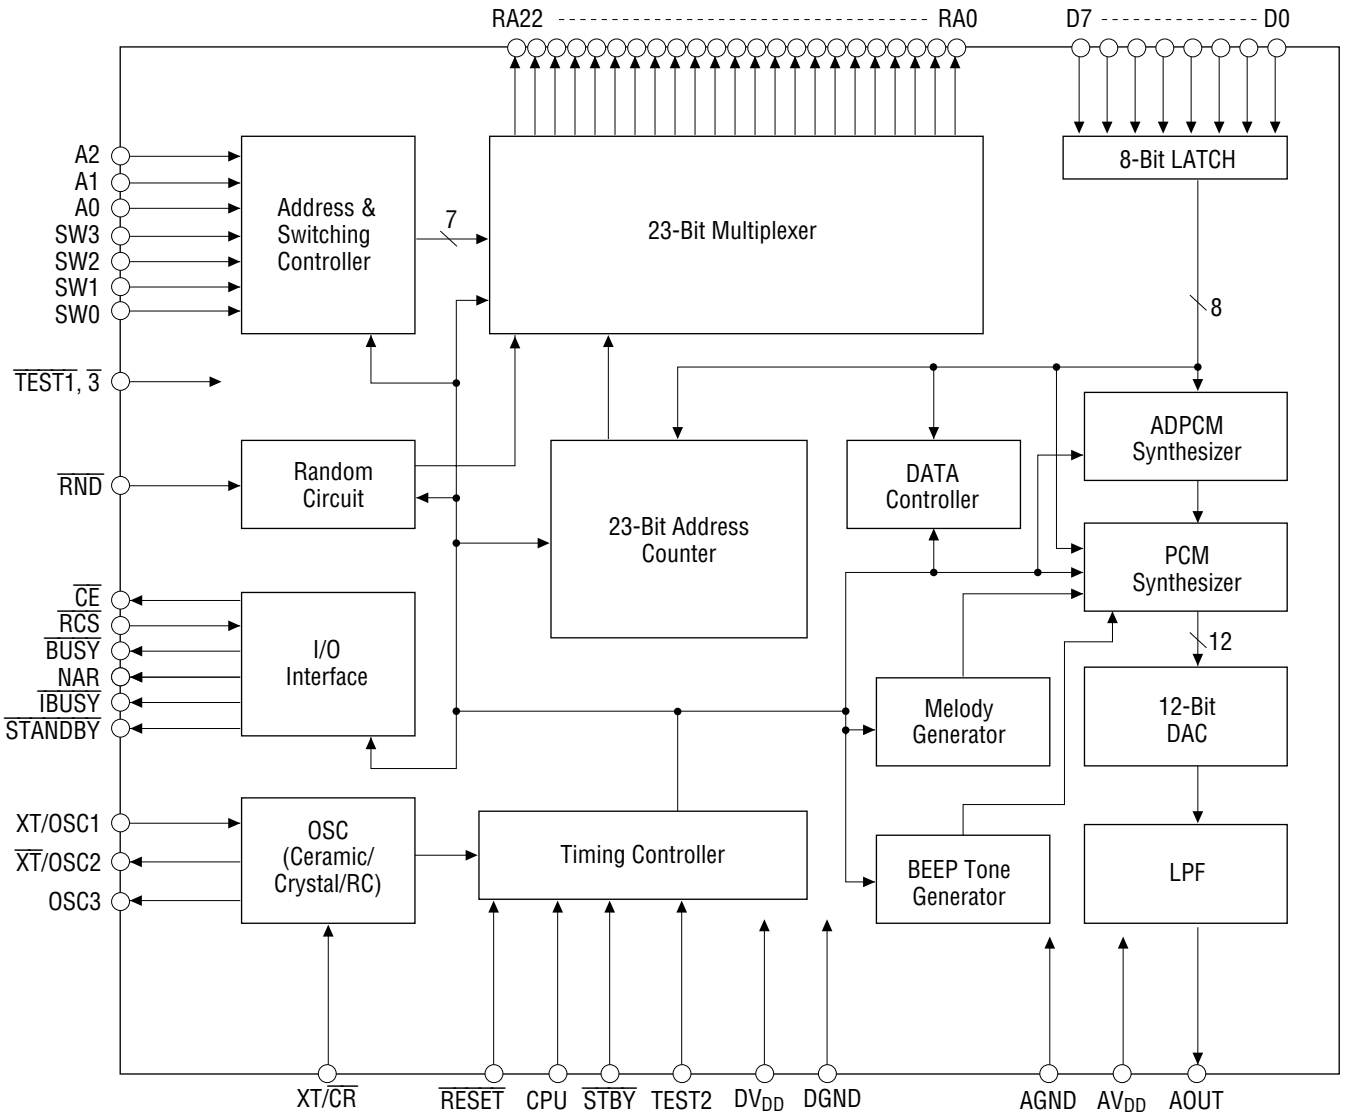 RA22 RA0 D7 D0
A2
A1
A0
SW3
SW2
SW1
SW0
Address &
Switching
Controller
7
23-Bit Multiplexer
8-Bit LATCH
8
TEST1, 3
RND
Random
Circuit
23-Bit Address
Counter
DATA
Controller
ADPCM
Synthesizer
PCM
Synthesizer
12
CE
RCS
BUSY
NAR
IBUSY
STANDBY
I/O
Interface
Melody
Generator
12-Bit
DAC
XT/OSC1
XT/OSC2
OSC3
OSC
(Ceramic/
Crystal/RC)
Timing Controller
BEEP Tone
Generator
LPF
XT/CR RESET CPU STBY TEST2 DVDD DGND AGND AVDD AOUT